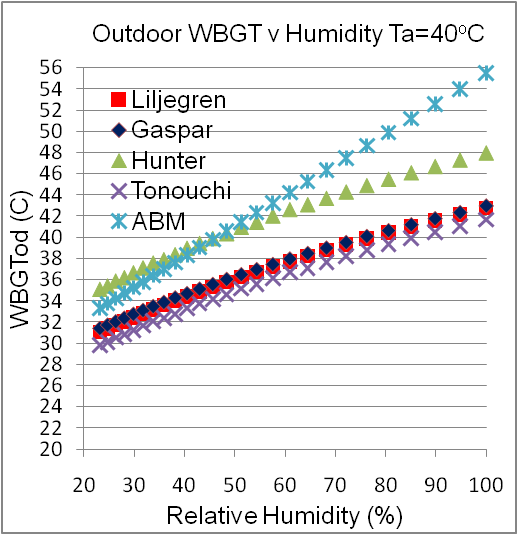 Outdoor WBGT v Humidity Ta=40ºC
WBGTod (C)
56
54
52
50
48
46
44
42
40
38
36
34
32
30
28
26
24
22
20
Liljegren
Gaspar
Hunter
Tonouchi
ABM
20 30 40 50 60 70 80 90 100
Relative Humidity (%)